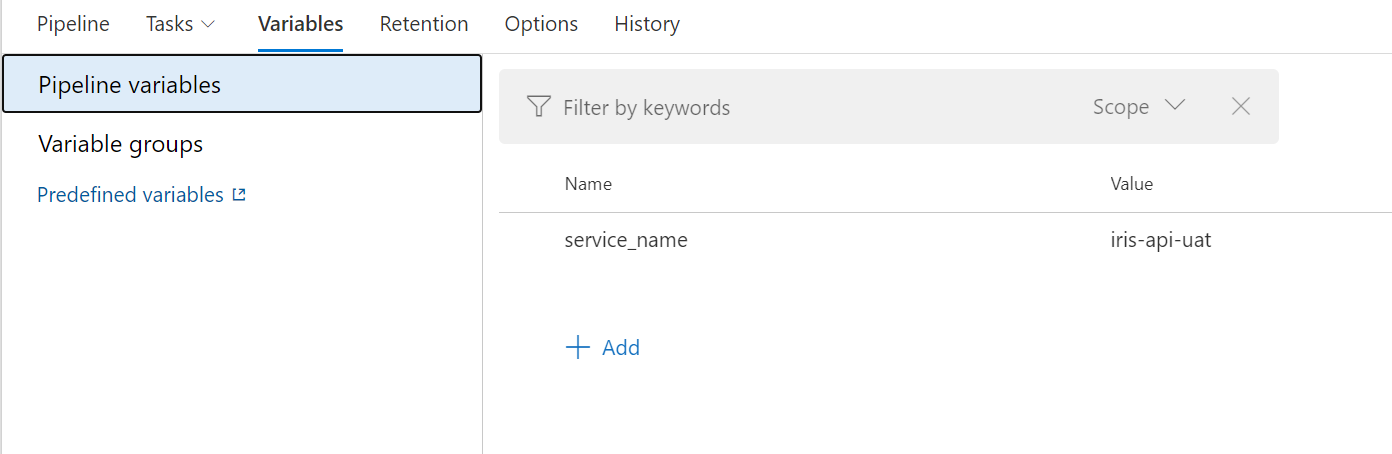 Pipeline Tasks Variables Retention Options History
Pipeline variables
Filter by keywords Scope
Variable groups
Predefined variables
Name Value
service_name iris-api-uat
Add